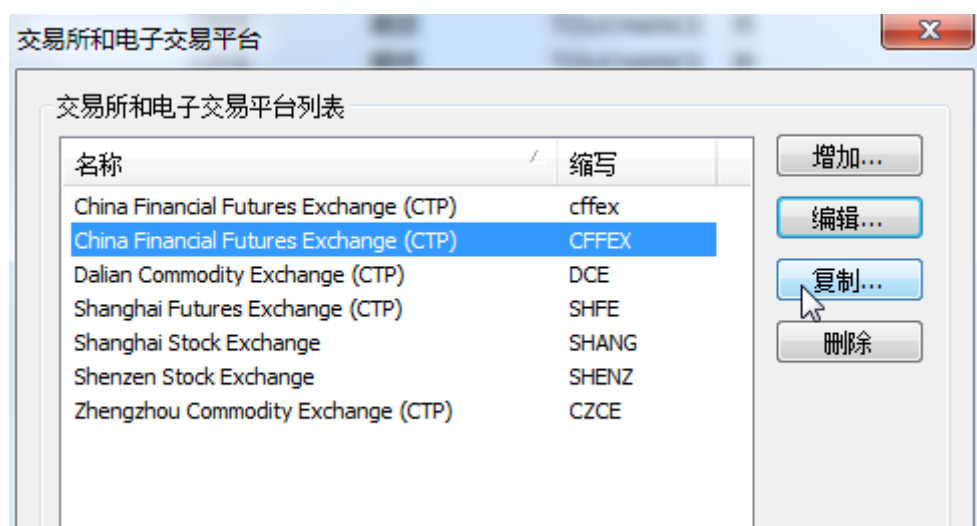 交易所和电子交易平台
交易所和电子交易平台列表
名称 缩写
China Financial Futures Exchange (CTP) cffex
China Financial Futures Exchange (CTP) CFFEX
Dalian Commodity Exchange (CTP) DCE
Shanghai Futures Exchange (CTP) SHFE
Shanghai Stock Exchange SHANG
Shenzen Stock Exchange SHENZ
Zhengzhou Commodity Exchange (CTP) CZCE
增加...
编辑...
复制...
删除